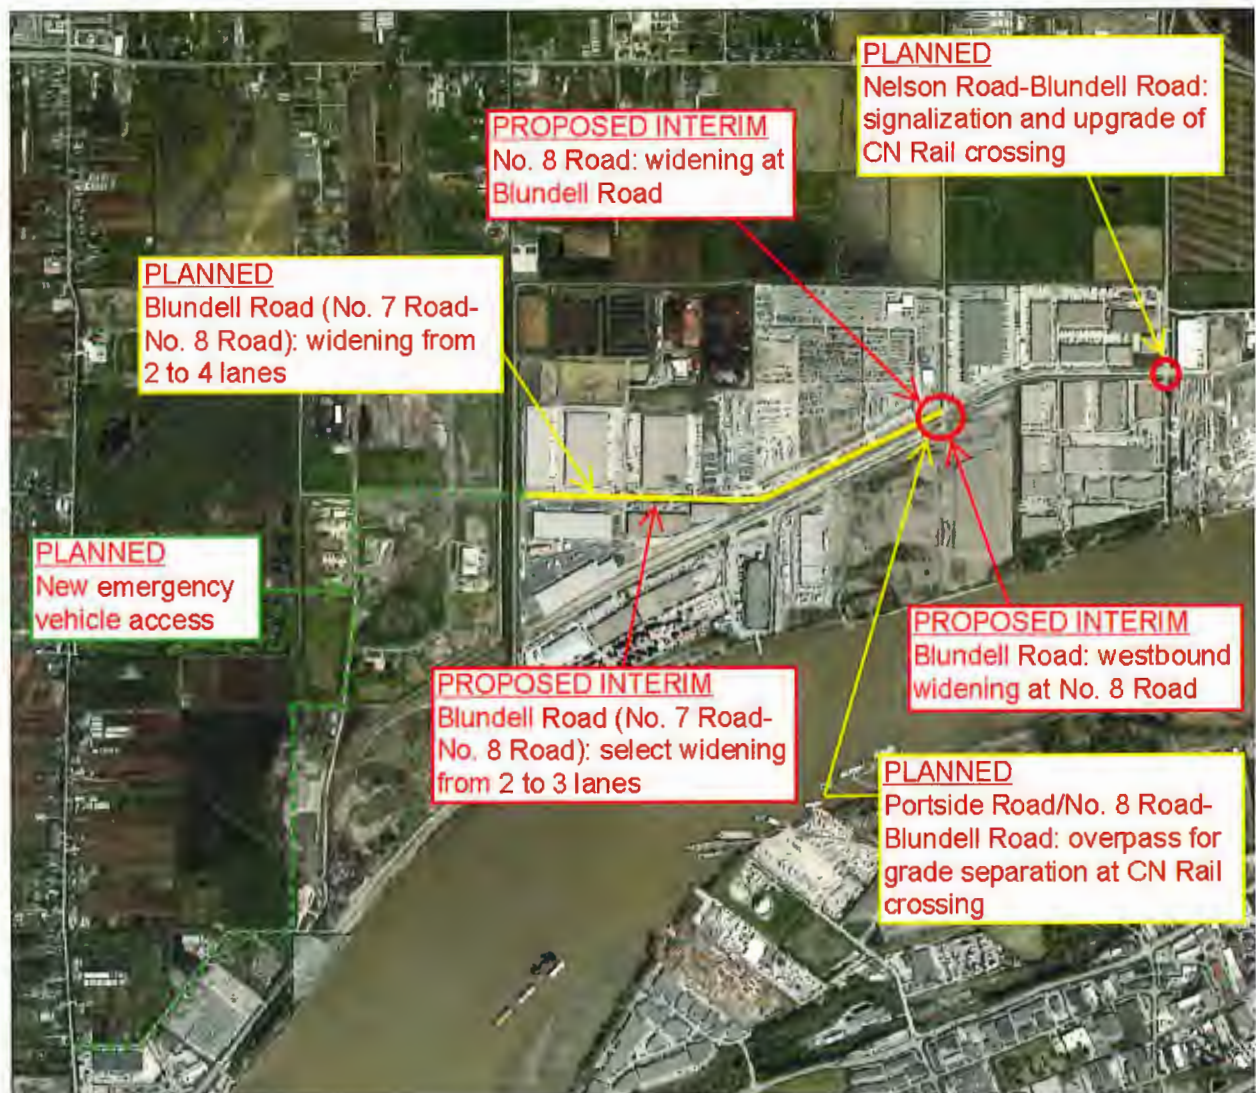 PLANNED
Nelson Road-Blundell Road:
signalization and upgrade of
CN Rail crossing
PROPOSED INTERIM
No. 8 Road: widening at
Blundell Road
PLANNED
Blundell Road (No. 7 Road-
No. 8 Road): widening from
2 to 4 lanes
PLANNED
New emergency
vehicle access
PROPOSED INTERIM
Blundell Road: westbound
widening at No. 8 Road
PROPOSED INTERIM
Blundell Road (No. 7 Road-
No. 8 Road): select widening
from 2 to 3 lanes
PLANNED
Portside Road/No. 8 Road-
Blundell Road: overpass for
grade separation at CN Rail
crossing